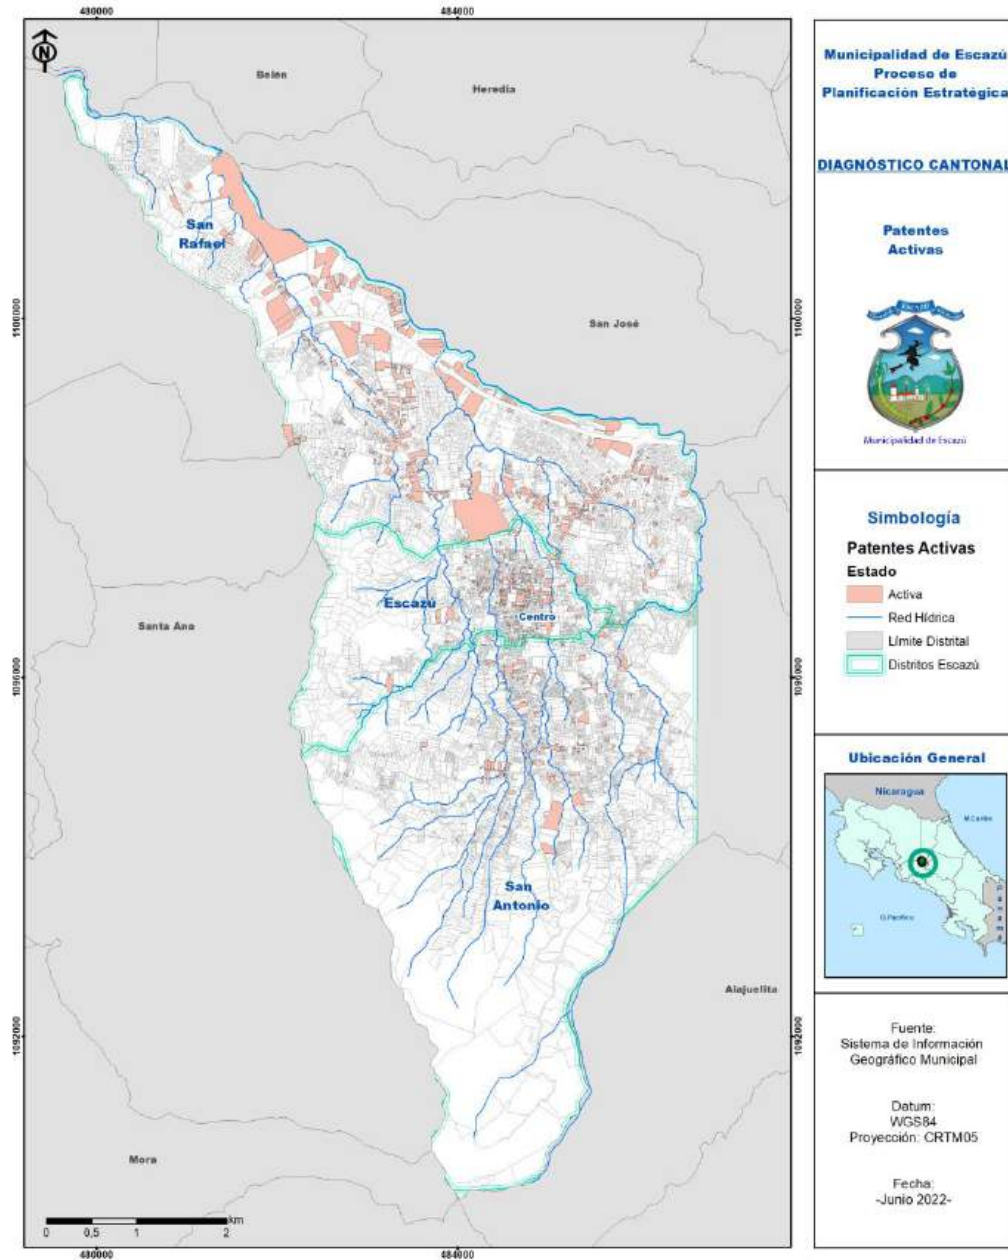 480000
484000
N
Belén
Heredia
San
Rafael
San José
1100000
1100000
Escazú
Centro
Santa Ana
1096000
1096000
San
Antonio
Alajuelita
1092000
1092000
Mora
0 0,5 1 2 km
480000
484000
Municipalidad de Escazú
Proceso de
Planificación Estratégica
DIAGNÓSTICO CANTONAL
Patentes
Activas
Municipalidad de Escazú
Simbología
Patentes Activas
Estado
Activa
Red Hídrica
Límite Distrital
Distritos Escazú
Ubicación General
Nicaragua
M.Caribe
O.Pacífico
Panamá
Fuente:
Sistema de Información
Geográfico Municipal
Datum:
WGS84
Proyección: CRTM05
Fecha:
-Junio 2022-